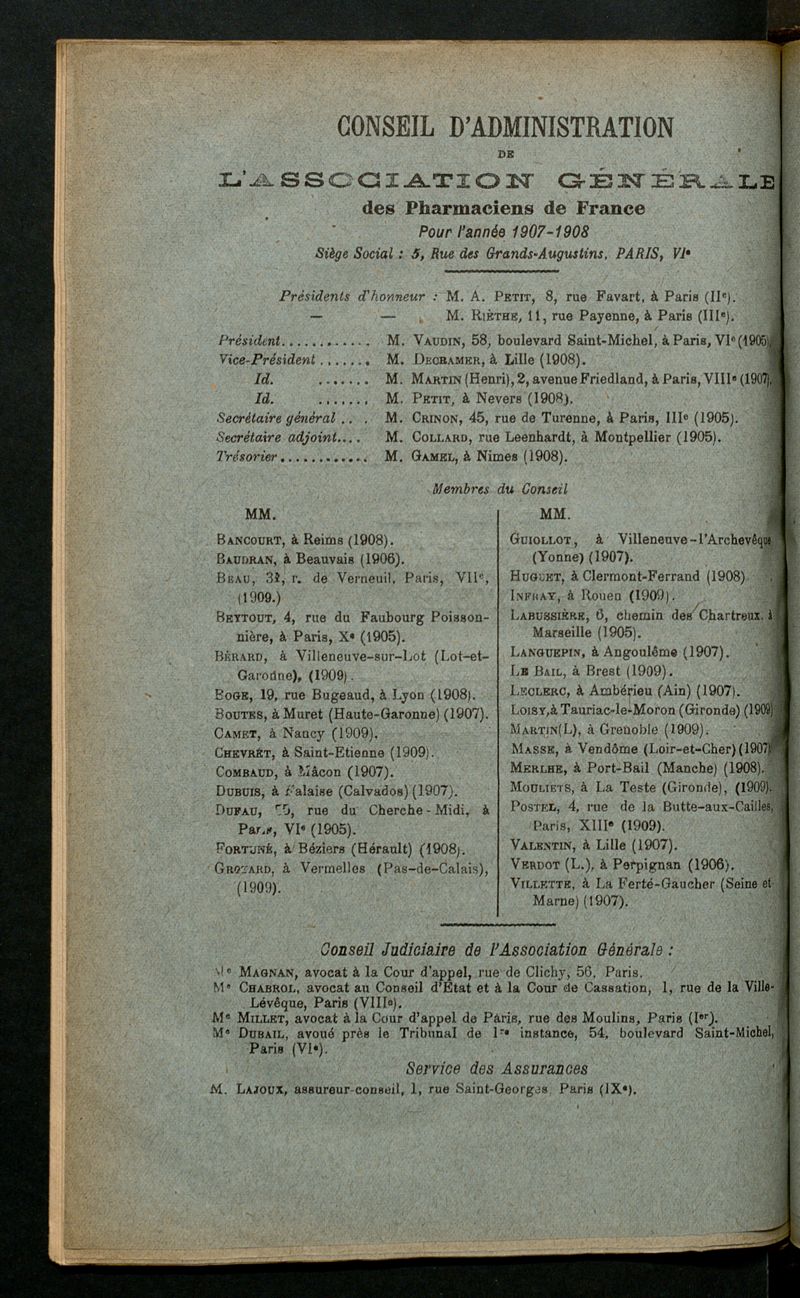 CONSEIL D'ADMINISTRATION
DE
L'ASSOCIATION GÉNÉRALE
des Pharmaciens de France
Pour l'année 1907-1908
Siège Social : 5, Rue des Grands-Augustins, PARIS, VIe
Présidents d'honneur : M. A. PETIT, 8, rue Favart, à Paris (IIe).
— — M. RIÈTHE, 11, rue Payenne, à Paris (IIIe).
Président............ M. VAUDIN, 58, boulevard Saint-Michel, à Paris, VIe (1905),
Vice-Président....... M. DECRAMER, à Lille (1908).
Id. ....... M. MARTIN (Henri), 2, avenue Friedland, à Paris, VIIIe (1907),
Id. ....... M. PETIT, à Nevers (1908).
Secrétaire général... M. CRINON, 45, rue de Turenne, à Paris, IIIe (1905).
Secrétaire adjoint.... M. COLLARD, rue Leenhardt, à Montpellier (1905).
Trésorier............ M. GAMEL, à Nimes (1908).
Membres du Conseil
MM.
BANCOURT, à Reims (1908).
BAUDRAN, à Beauvais (1906).
BEAU, r. de Verneuil, Paris, VIIe,
(1909.)
BEYTOUT, 4, rue du Faubourg Poisson-
nière, à Paris, Xe (1905).
BÉRARD, à Villeneuve-sur-Lot (Lot-et-
Garonne), (1909).
BOGE, 19, rue Bugeaud, à Lyon (1908).
BOUTES, à Muret (Haute-Garonne) (1907).
CAMET, à Nancy (1909).
CHEVRÊT, à Saint-Etienne (1909).
COMBAUD, à Mâcon (1907).
DUBUIS, à Falaise (Calvados) (1907).
DUFAU, rue du Cherche-Midi, à
Paris, VIe (1905).
FORTUNÉ, à Béziers (Hérault) (1908).
GROTARD, à Vermelles (Pas-de-Calais),
(1909).
MM.
GUIOLLOT, à Villeneuve-l'Archevêque
(Yonne) (1907).
HUGUET, à Clermont-Ferrand (1908)
INFRAY, à Rouen (1909).
LABUSSIÈRE, 6, chemin des Chartreux, à
Marseille (1905).
LANGUEPIN, à Angoulême (1907).
LE BAIL, à Brest (1909).
LECLERC, à Ambérieu (Ain) (1907).
LOISY, à Tauriac-le-Moron (Gironde) (1909)
MARTIN (L), à Grenoble (1909).
MASSE, à Vendôme (Loir-et-Cher) (1907)
MERLHE, à Port-Bail (Manche) (1908).
MOULIETS, à La Teste (Gironde), (1909).
POSTEL, 4, rue de la Butte-aux-Cailles,
Paris, XIIIe (1909).
VALENTIN, à Lille (1907).
VERDOT (L.), à Perpignan (1906).
VILLETTE, à La Ferté-Gaucher (Seine et
Marne) (1907).
Conseil Judiciaire de l'Association Générale :
Me MAGNAN, avocat à la Cour d'appel, rue de Clichy, 56, Paris.
Me CHABROL, avocat au Conseil d'Etat et à la Cour de Cassation, 1, rue de la Ville-
Lévêque, Paris (VIIIe).
Me MILLET, avocat à la Cour d'appel de Paris, rue des Moulins, Paris (Ier).
Me DUBAIL, avoué près le Tribunal de 1re instance, 54, boulevard Saint-Michel,
Paris (VIe).
Service des Assurances
M. LAJOUX, assureur-conseil, 1, rue Saint-Georges, Paris (IXe).